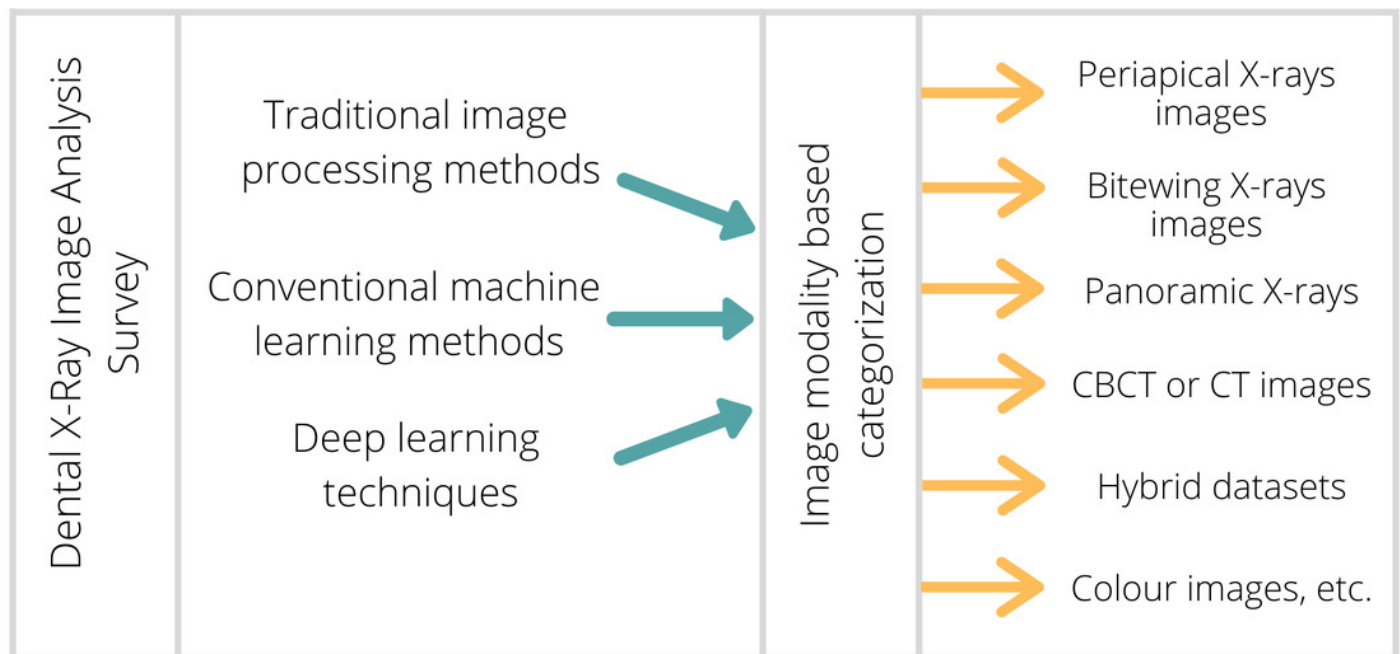 Dental X-Ray Image Analysis
Survey
Traditional image
processing methods
Conventional machine
learning methods
Deep learning
techniques
Image modality based
categorization
Periapical X-rays
images
Bitewing X-rays
images
Panoramic X-rays
CBCT or CT images
Hybrid datasets
Colour images, etc.